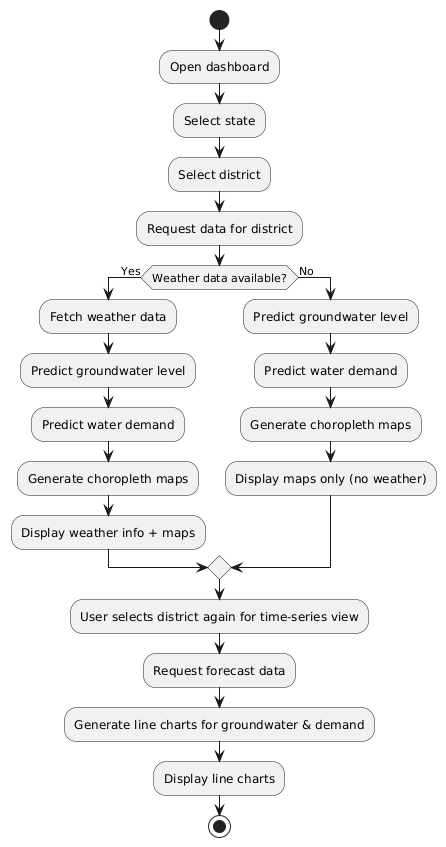 Open dashboard
Select state
Select district
Request data for district
Weather data available?
Yes
No
Fetch weather data
Predict groundwater level
Predict water demand
Generate choropleth maps
Display weather info + maps
Predict groundwater level
Predict water demand
Generate choropleth maps
Display maps only (no weather)
User selects district again for time-series view
Request forecast data
Generate line charts for groundwater & demand
Display line charts